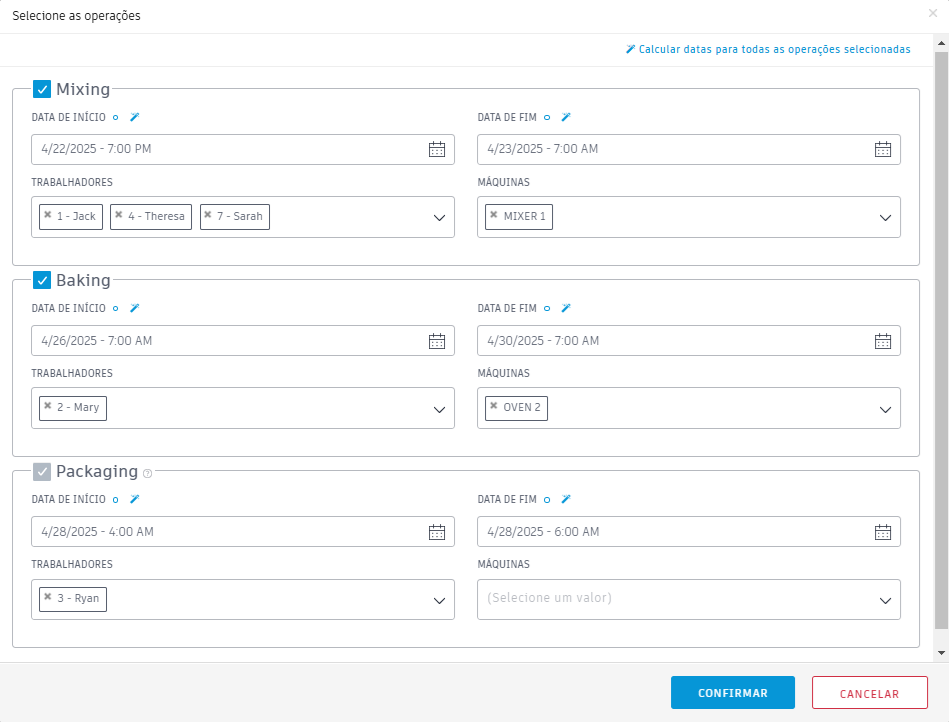 Selecione as operações
Calcular datas para todas as operações selecionadas
Mixing
DATA DE INÍCIO
DATA DE FIM
4/22/2025 - 7:00 PM
4/23/2025 - 7:00 AM
TRABALHADORES
MÁQUINAS
1 - Jack 4 - Theresa 7 - Sarah
MIXER 1
Baking
DATA DE INÍCIO
DATA DE FIM
4/26/2025 - 7:00 AM
4/30/2025 - 7:00 AM
TRABALHADORES
MÁQUINAS
2 - Mary
OVEN 2
Packaging
DATA DE INÍCIO
DATA DE FIM
4/28/2025 - 4:00 AM
4/28/2025 - 6:00 AM
TRABALHADORES
MÁQUINAS
3 - Ryan
(Selecione um valor)
CONFIRMAR
CANCELAR